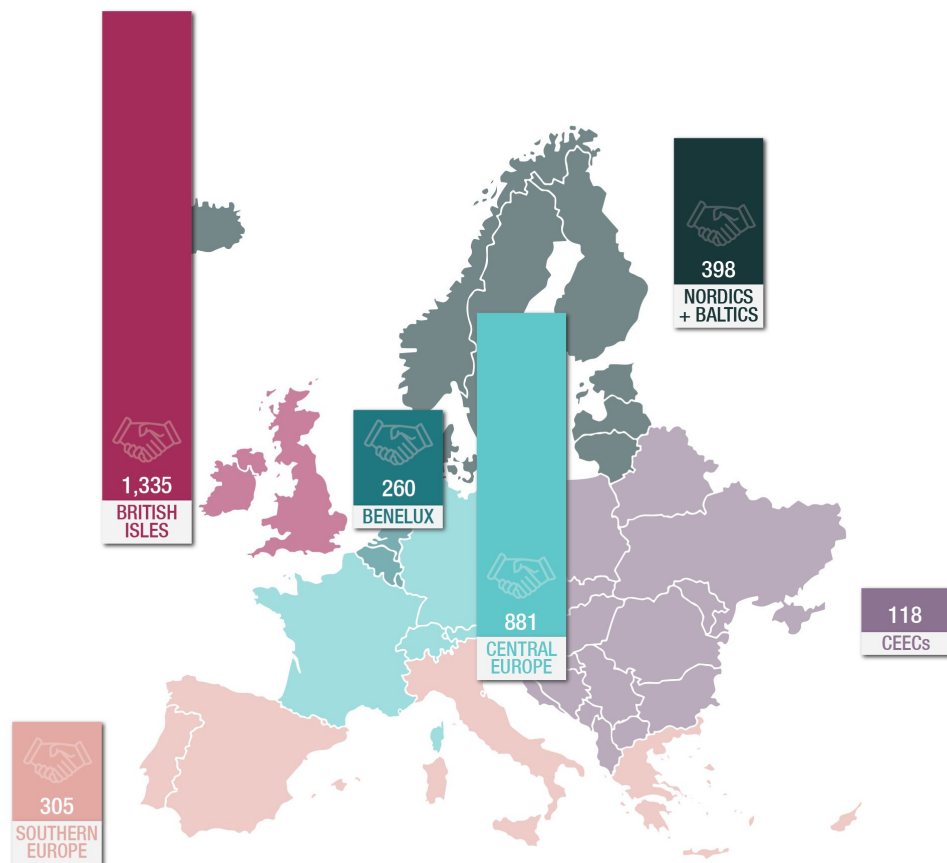 398
NORDICS
+ BALTICS
1,335
BRITISH
ISLES
260
BENELUX
881
CENTRAL
EUROPE
118
CEECs
305
SOUTHERN
EUROPE